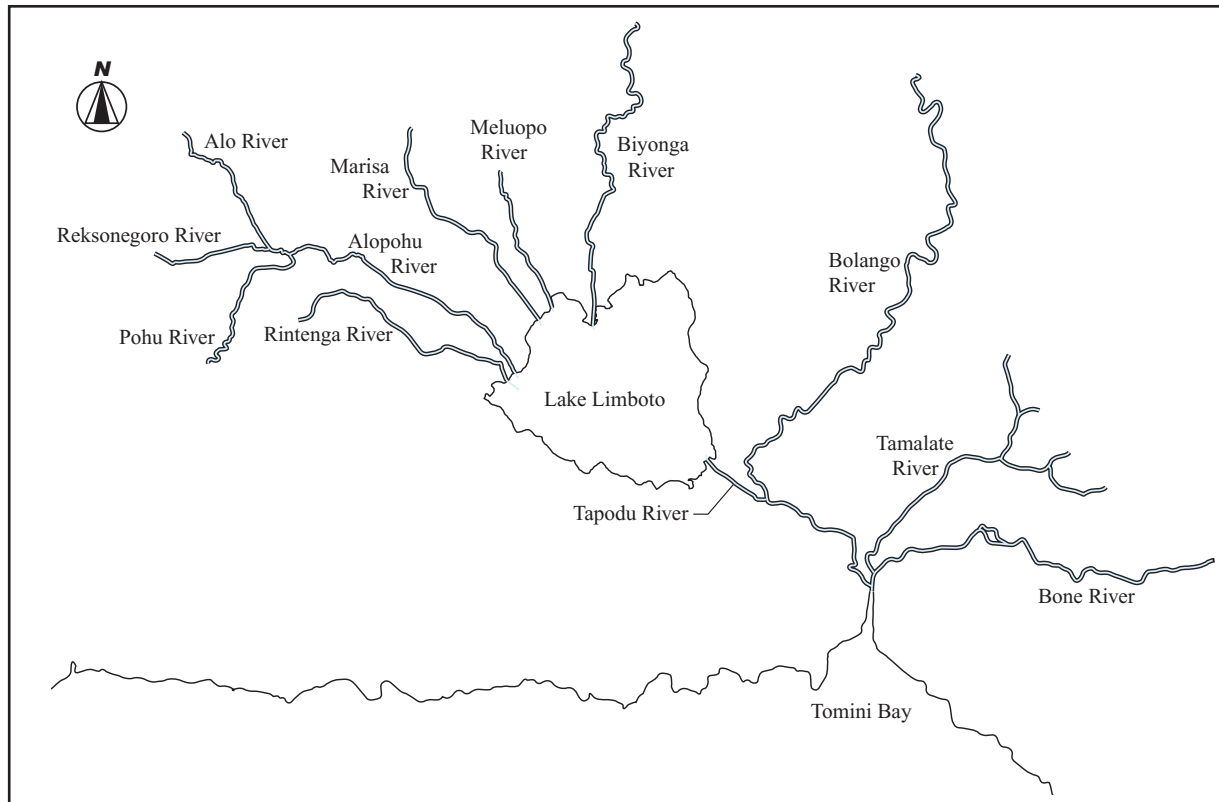 N
Alo River
Meluopo
River
Biyonga
River
Marisa
River
Reksonegoro River
Alopohu
River
Bolango
River
Pohu River
Rintenga River
Lake Limboto
Tamalate
River
Tapodu River
Bone River
Tomini Bay